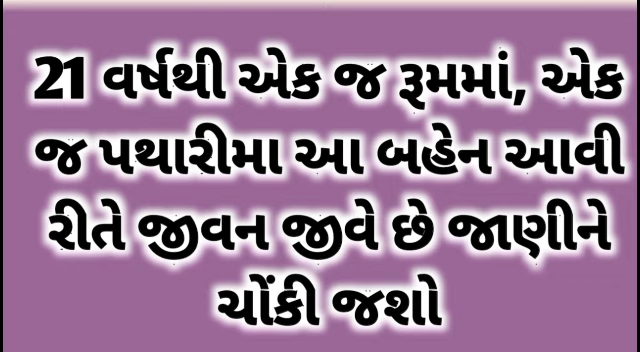 21 વર્ષથી એક જ રૂમમાં, એક
જ પથારીમા આ બહેન આવી
રીતે જીવન જીવે છે જાણીને
ચોંકી જશો